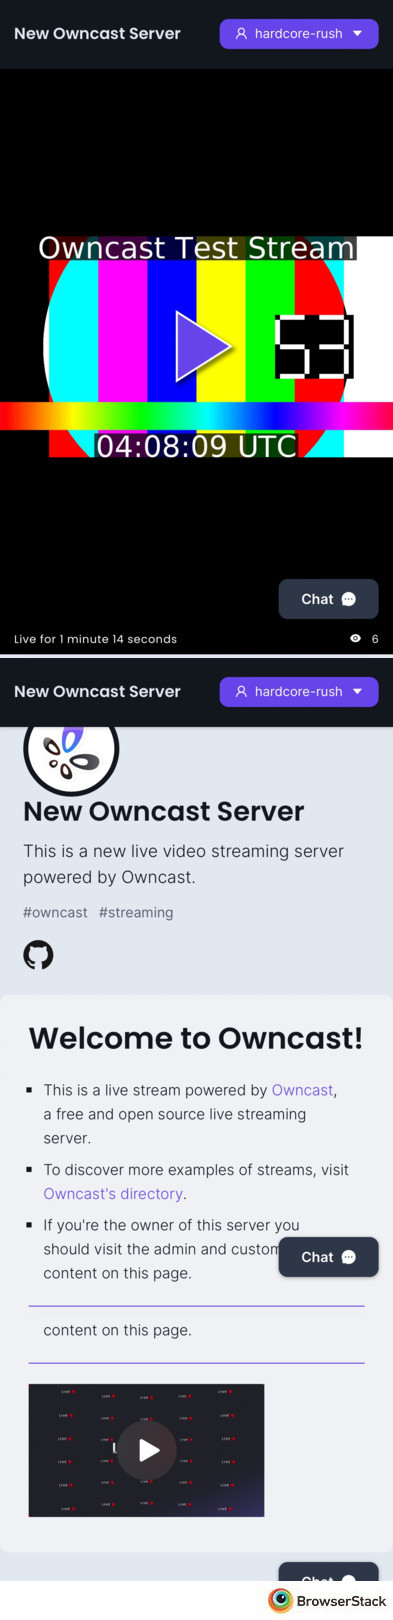 New Owncast Server
hardcore-rush
Owncast Test Stream
53
04:08:09 UTC
Chat
Live for 1 minute 14 seconds
6
New Owncast Server
hardcore-rush
New Owncast Server
This is a new live video streaming server
powered by Owncast.
#owncast #streaming
Welcome to Owncast!
This is a live stream powered by Owncast,
a free and open source live streaming
server.
To discover more examples of streams, visit
Owncast's directory.
If you're the owner of this server you
should visit the admin and custom
Chat
content on this page.
content on this page.
LIVE
Chat
BrowserStack